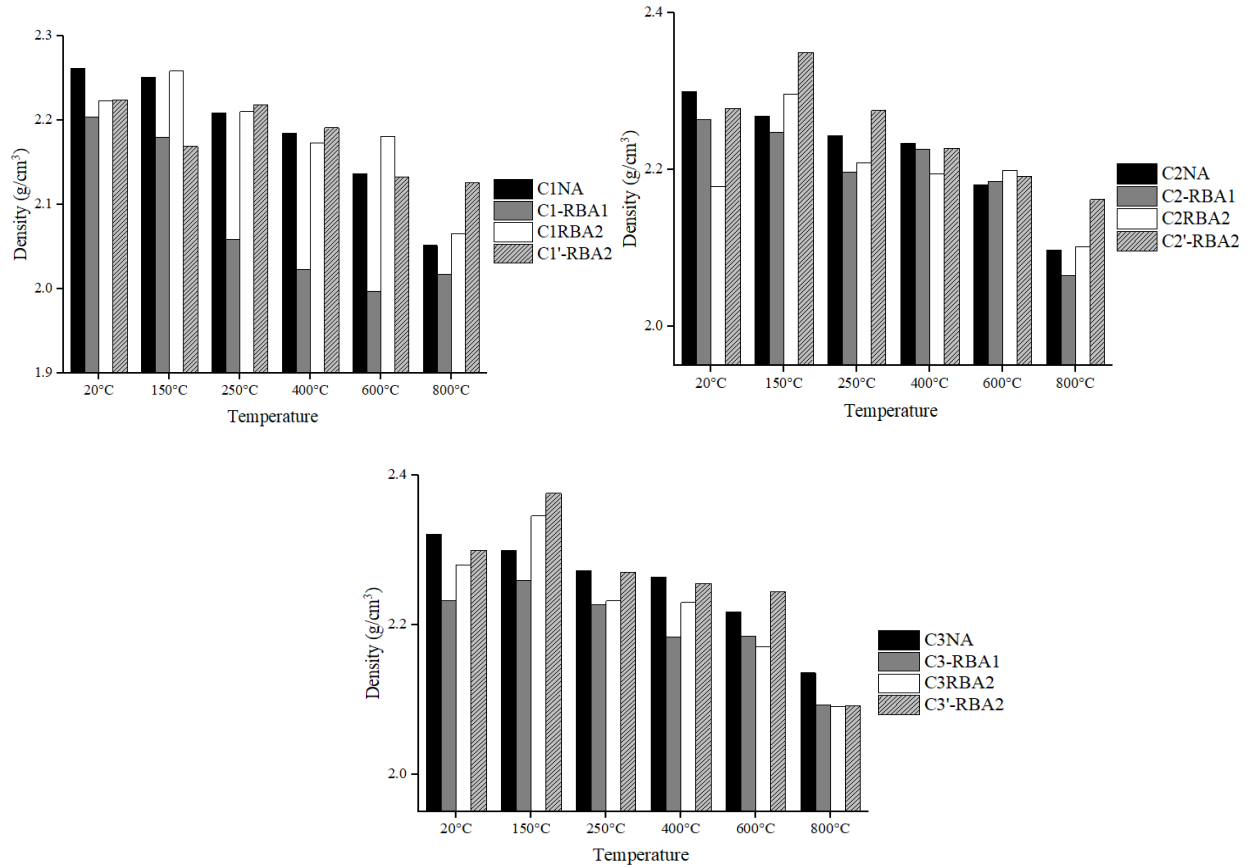 2.3
2.2
2.1
2.0
1.9
Density (g/cm³)
20°C 150°C 250°C 400°C 600°C 800°C
Temperature
C1NA
C1-RBA1
C1RBA2
C1'-RBA2
2.4
2.2
2.0
Density (g/cm³)
20°C 150°C 250°C 400°C 600°C 800°C
Temperature
C2NA
C2-RBA1
C2RBA2
C2'-RBA2
2.4
2.2
2.0
Density (g/cm³)
20°C 150°C 250°C 400°C 600°C 800°C
Temperature
C3NA
C3-RBA1
C3RBA2
C3'-RBA2